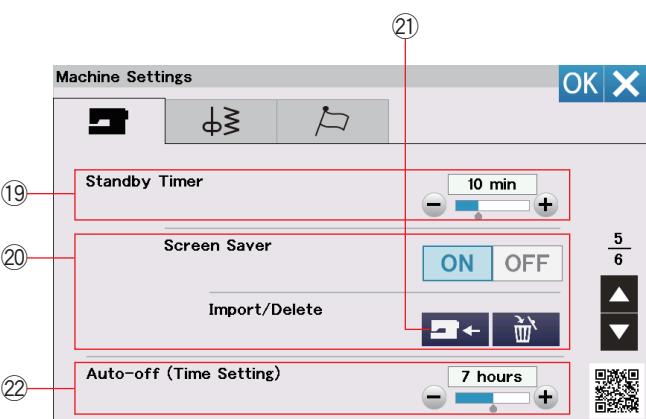 ㉑
Machine Settings
OK
⑲
Standby Timer
10 min
⑳
Screen Saver
ON OFF
5
6
Import/Delete
㉒
Auto-off (Time Setting)
7 hours